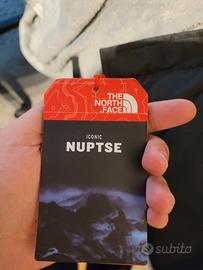 THE
NORTH
FACE
ICONIC
NUPTSE
subito